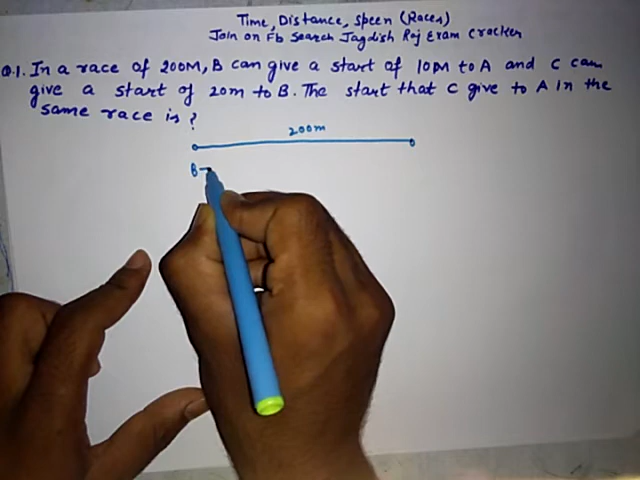 Time, Distance, Speen (Races)
Join on Fb Search Jagdish Raj Exam Cracker
Q.1. In a race of 200M, B can give a start of 10M to A and C can
give a start of 20m to B. The start that C give to A in the
same race is ?
200m
B